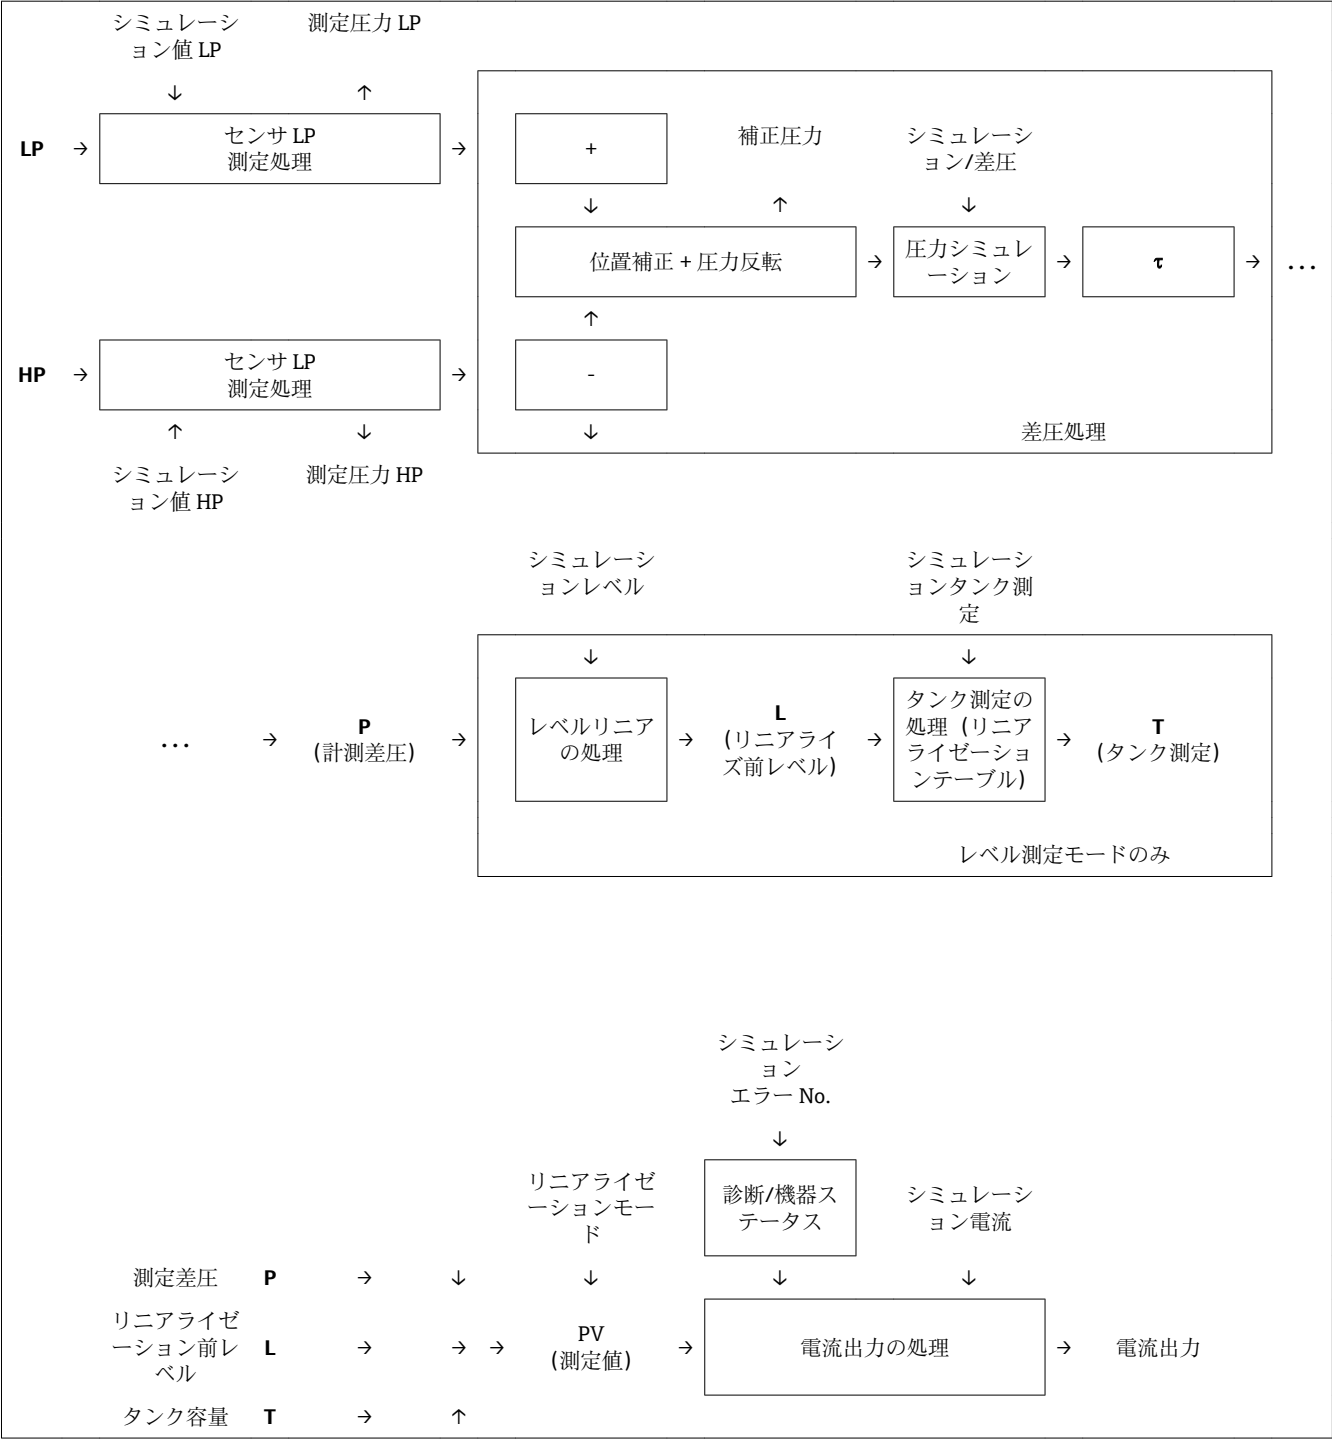 シミュレーシ
ョン値 LP
測定圧力 LP
↓
↑
LP
→
センサ LP
測定処理
→
+
補正圧力
シミュレーシ
ョン/差圧
↓
↑
↓
位置補正 + 圧力反転
→
圧力シミュレ
ーション
→
τ
→
...
↑
HP
→
センサ LP
測定処理
→
-
↑
↓
↓
差圧処理
シミュレーシ
ョン値 HP
測定圧力 HP
シミュレーシ
ョンレベル
シミュレーシ
ョンタンク測
定
↓
↓
...
→
P
(計測差圧)
→
レベルリニア
の処理
→
L
(リニアライ
ズ前レベル)
→
タンク測定の
処理（リニア
ライゼーショ
ンテーブル)
→
T
(タンク測定)
レベル測定モードのみ
シミュレーシ
ョン
エラー No.
↓
リニアライゼ
ーションモー
ド
診断/機器ス
テータス
シミュレーシ
ョン電流
測定差圧
P
→
↓
↓
↓
↓
リニアライゼ
ーション前レ
ベル
L
→
→
→
PV
(測定値)
→
電流出力の処理
→
電流出力
タンク容量
T
→
↑